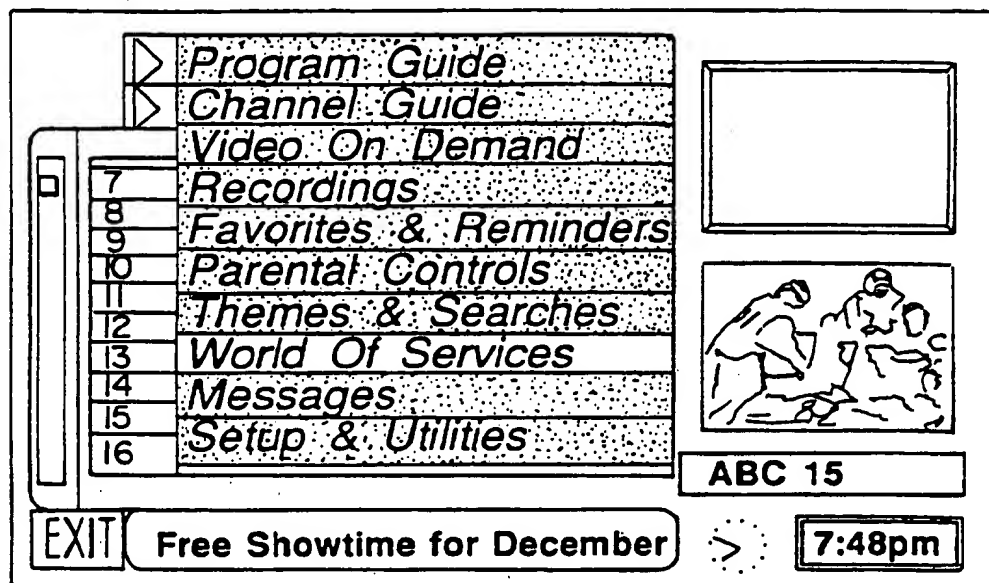 Program Guide
Channel Guide
Video On Demand
7 Recordings
8
9 Favorites & Reminders
10 Parental Controls
11
12 Themes & Searches
13 World Of Services
14 Messages
15
16 Setup & Utilities
ABC 15
EXIT Free Showtime for December 7:48pm